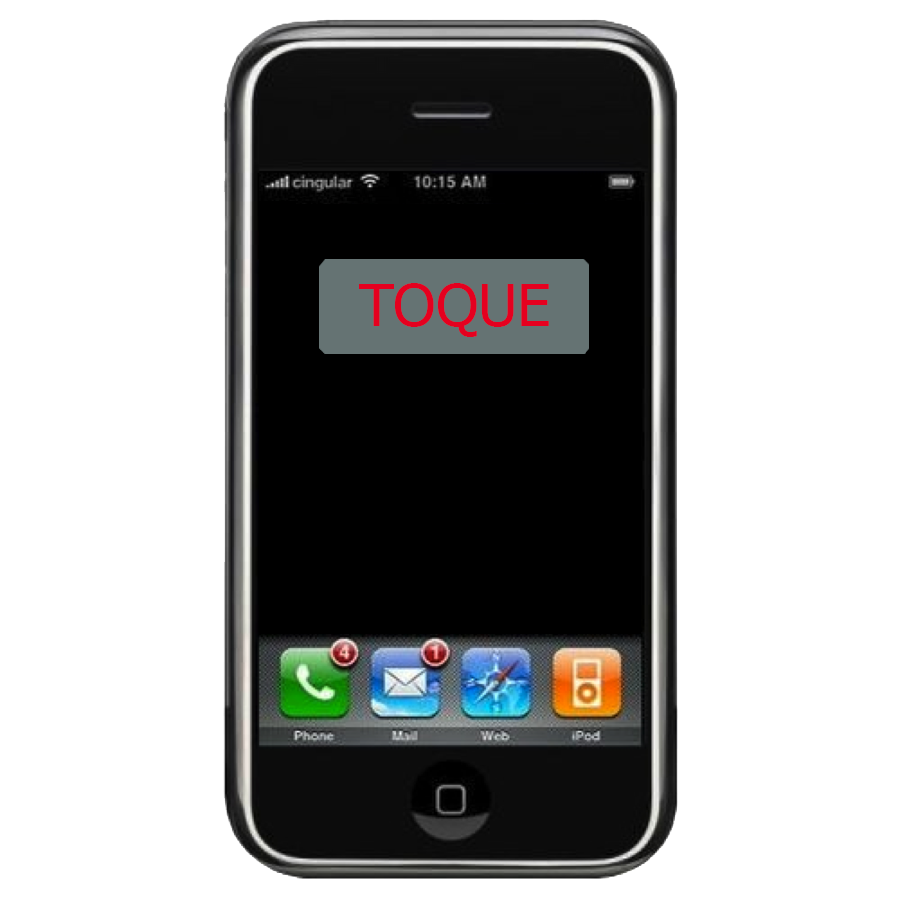 cingular 10:15 AM
TOQUE
4 1
Phone Mail Web iPod